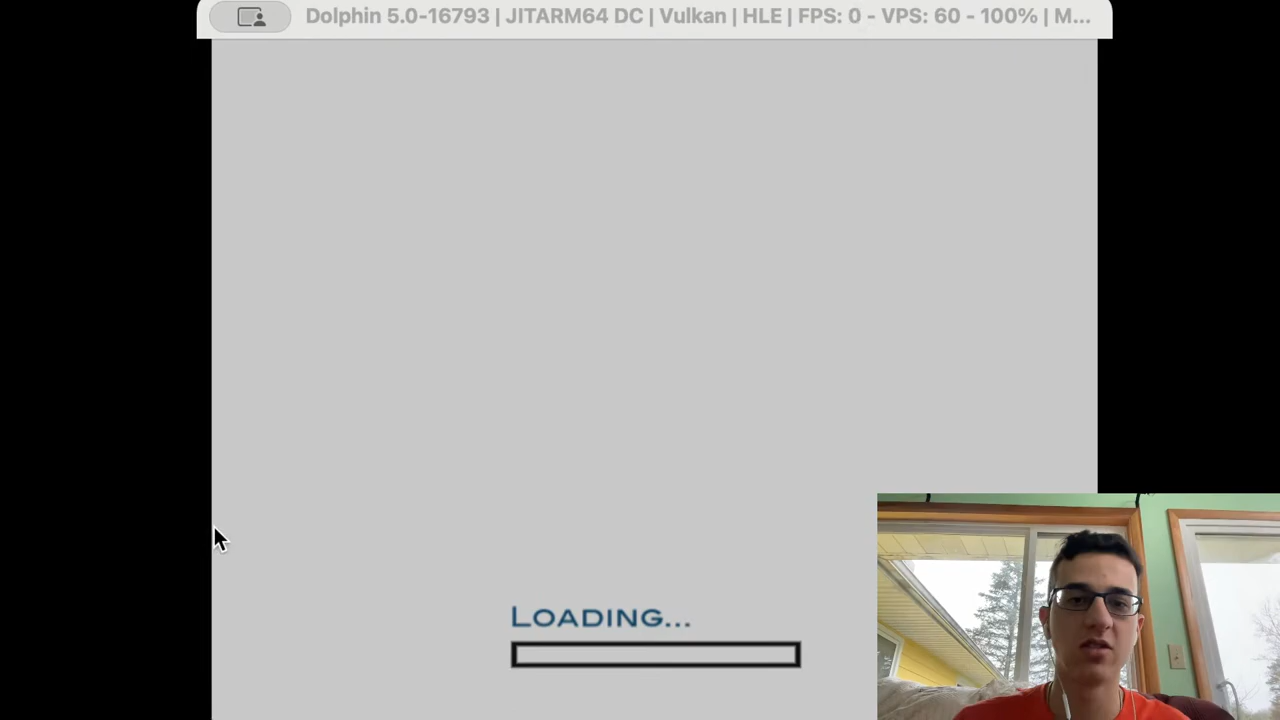 Dolphin 5.0-16793 | JITARM64 DC | Vulkan | HLE | FPS: 0 - VPS: 60 - 100% | M...
LOADING...